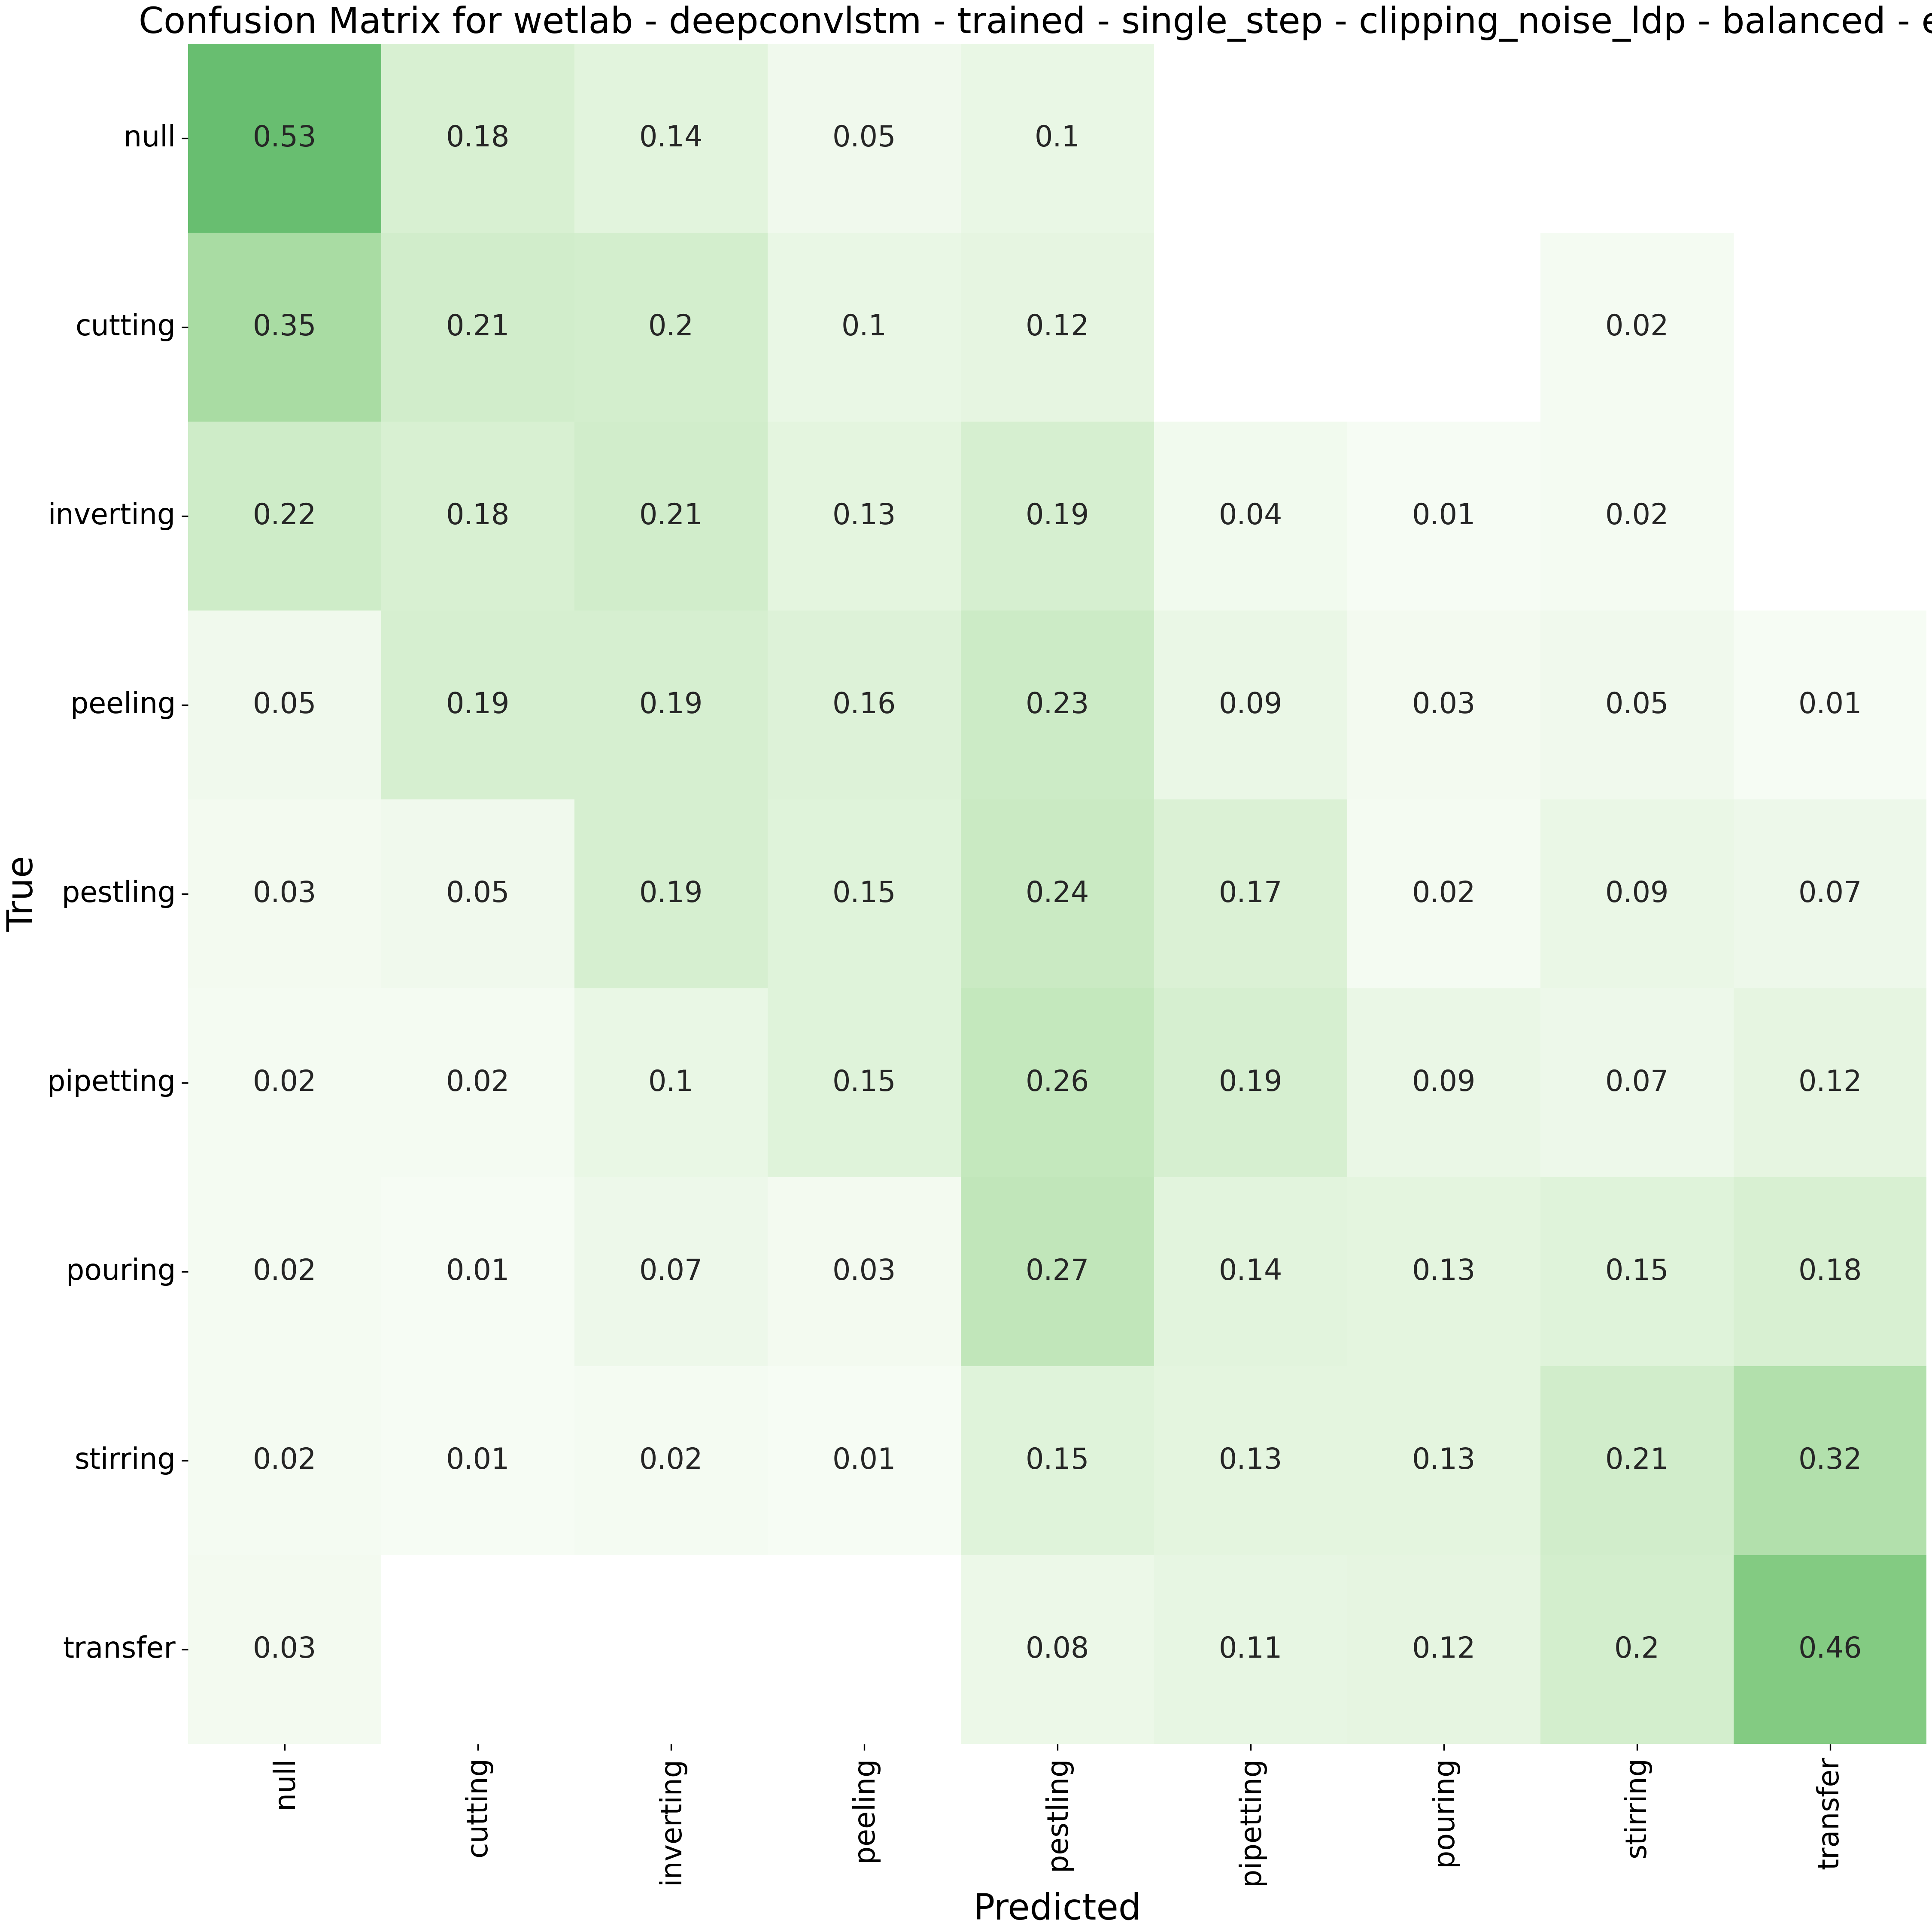 Confusion Matrix for wetlab - deepconvlstm - trained - single_step - clipping_noise_ldp - balanced - e
null 0.53 0.18 0.14 0.05 0.1
cutting 0.35 0.21 0.2 0.1 0.12 0.02
inverting 0.22 0.18 0.21 0.13 0.19 0.04 0.01 0.02
peeling 0.05 0.19 0.19 0.16 0.23 0.09 0.03 0.05 0.01
pestling 0.03 0.05 0.19 0.15 0.24 0.17 0.02 0.09 0.07
pipetting 0.02 0.02 0.1 0.15 0.26 0.19 0.09 0.07 0.12
pouring 0.02 0.01 0.07 0.03 0.27 0.14 0.13 0.15 0.18
stirring 0.02 0.01 0.02 0.01 0.15 0.13 0.13 0.21 0.32
transfer 0.03 0.08 0.11 0.12 0.2 0.46
True
null cutting inverting peeling pestling pipetting pouring stirring transfer
Predicted